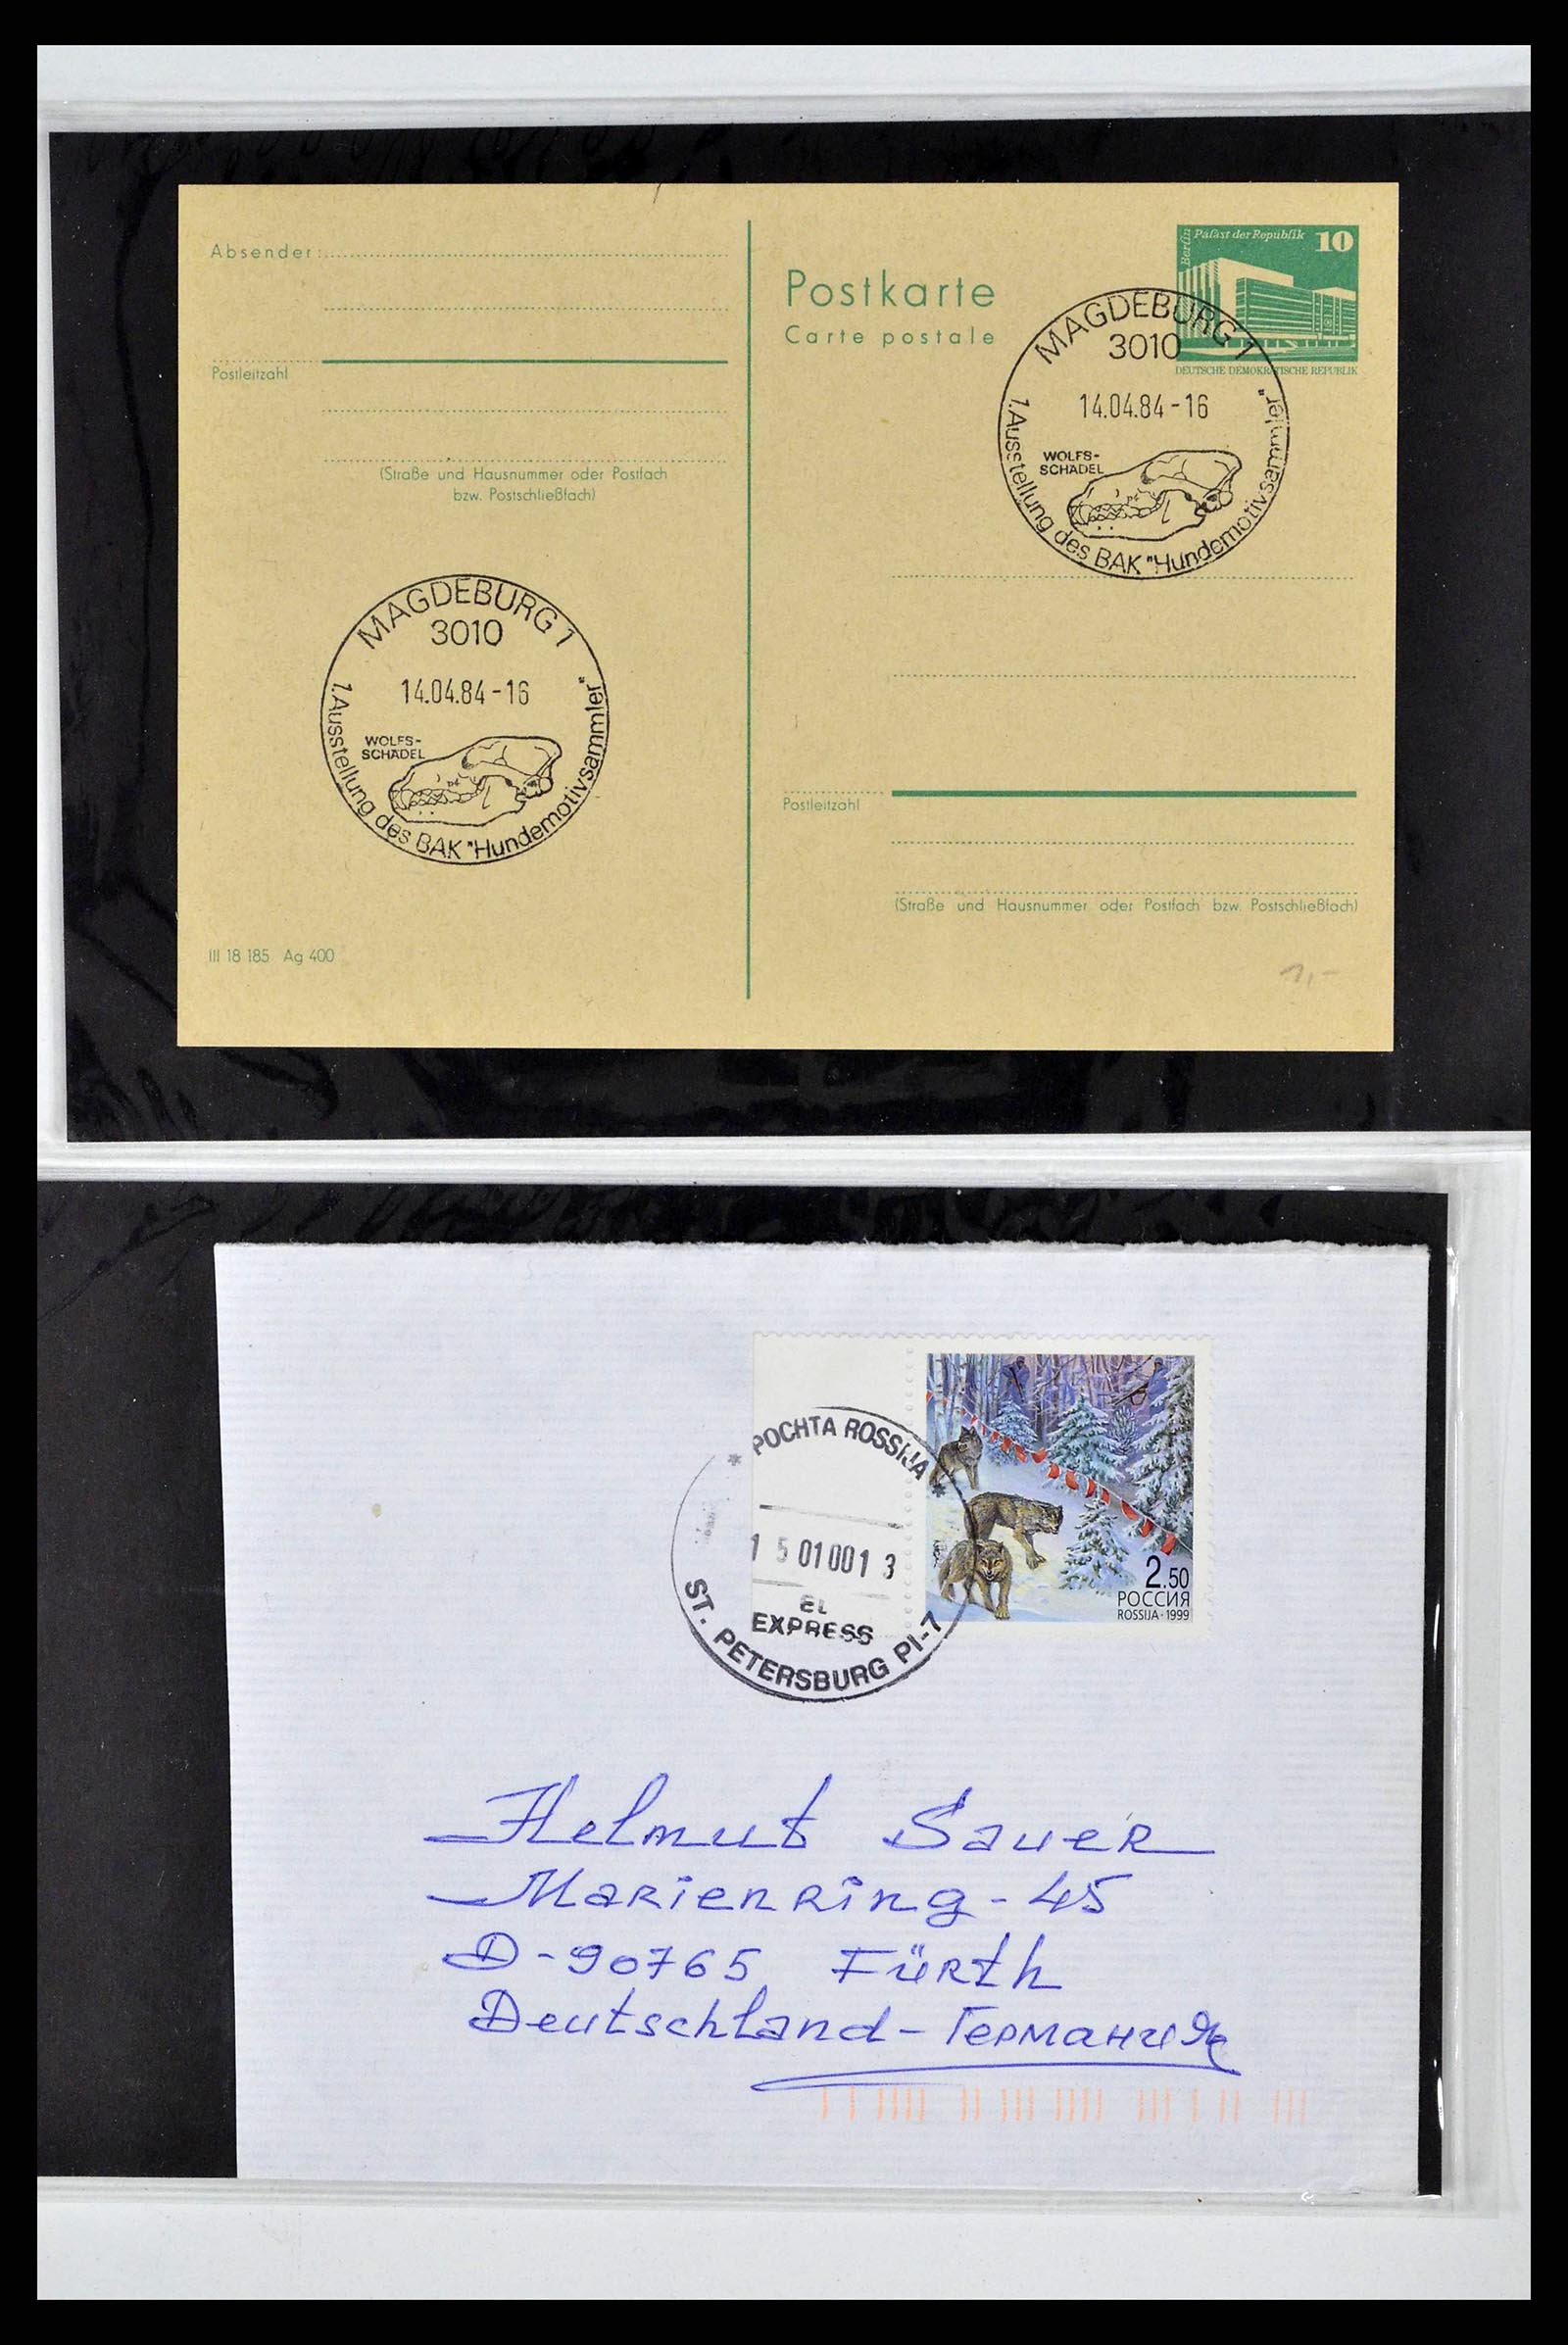 Absender:
Postleitzahl
(Straße und Hausnummer oder Postfach
bzw. Postschließfach)
MAGDEBURG 1
3010
14.04.84-16
WOLFS-
SCHÄDEL
1. Ausstellung des BAK "Hundemotivsammler"
III 18 185 Ag 400
Postkarte
Carte postale
Berlin
Palast der Republik 10
DEUTSCHE DEMOKRATISCHE REPUBLIK
MAGDEBURG 1
3010
14.04.84-16
WOLFS-
SCHÄDEL
1. Ausstellung des BAK "Hundemotivsammler"
Postleitzahl
(Straße und Hausnummer oder Postfach bzw. Postschließfach)
1,-
* POCHTA ROSSIJA *
15 01 00 1 3
EL
EXPRESS
ST. PETERSBURG PI-7
2.50
РОССИЯ
ROSSIJA·1999
Helmut Sauer
Marienring-45
D-90765 Fürth
Deutschland-Германия